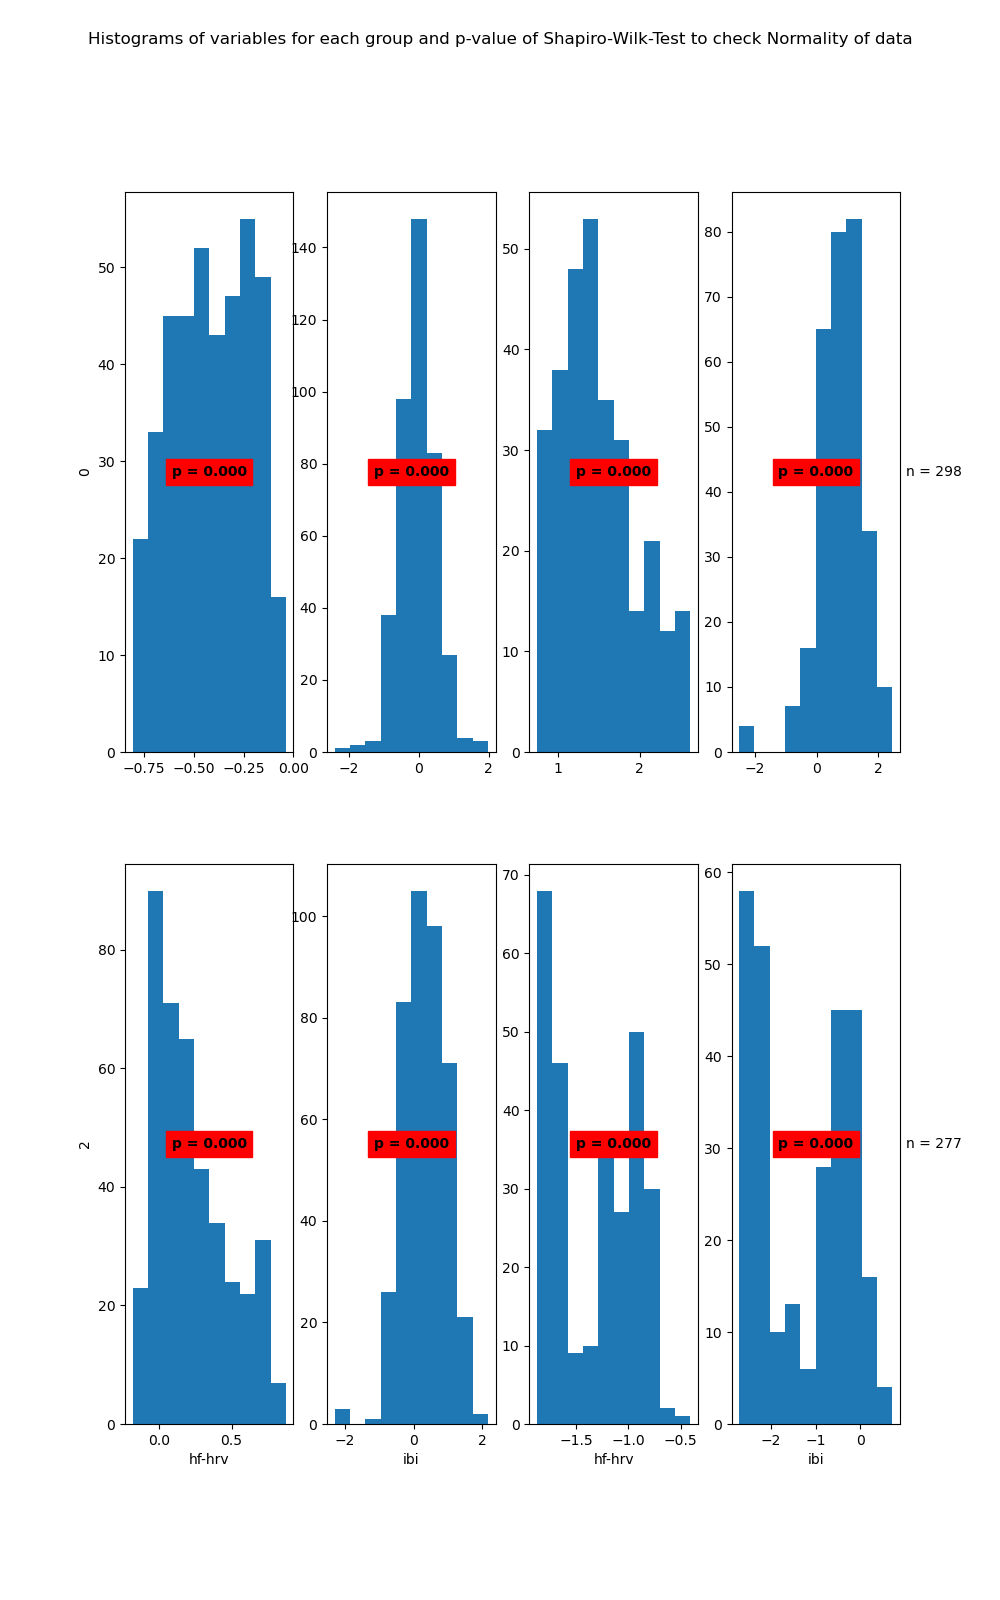 Histograms of variables for each group and p-value of Shapiro-Wilk-Test to check Normality of data
0
50
40
30
20
10
0
p = 0.000
−0.75 −0.50 −0.25 0.00
140
120
100
80
60
40
20
0
p = 0.000
−2 0 2
50
40
30
20
10
0
p = 0.000
1 2
80
70
60
50
40
30
20
10
0
p = 0.000
−2 0 2
n = 298
2
80
60
40
20
0
p = 0.000
0.0 0.5
hf-hrv
100
80
60
40
20
0
p = 0.000
−2 0 2
ibi
70
60
50
40
30
20
10
0
p = 0.000
−1.5 −1.0 −0.5
hf-hrv
60
50
40
30
20
10
0
p = 0.000
−2 −1 0
ibi
n = 277